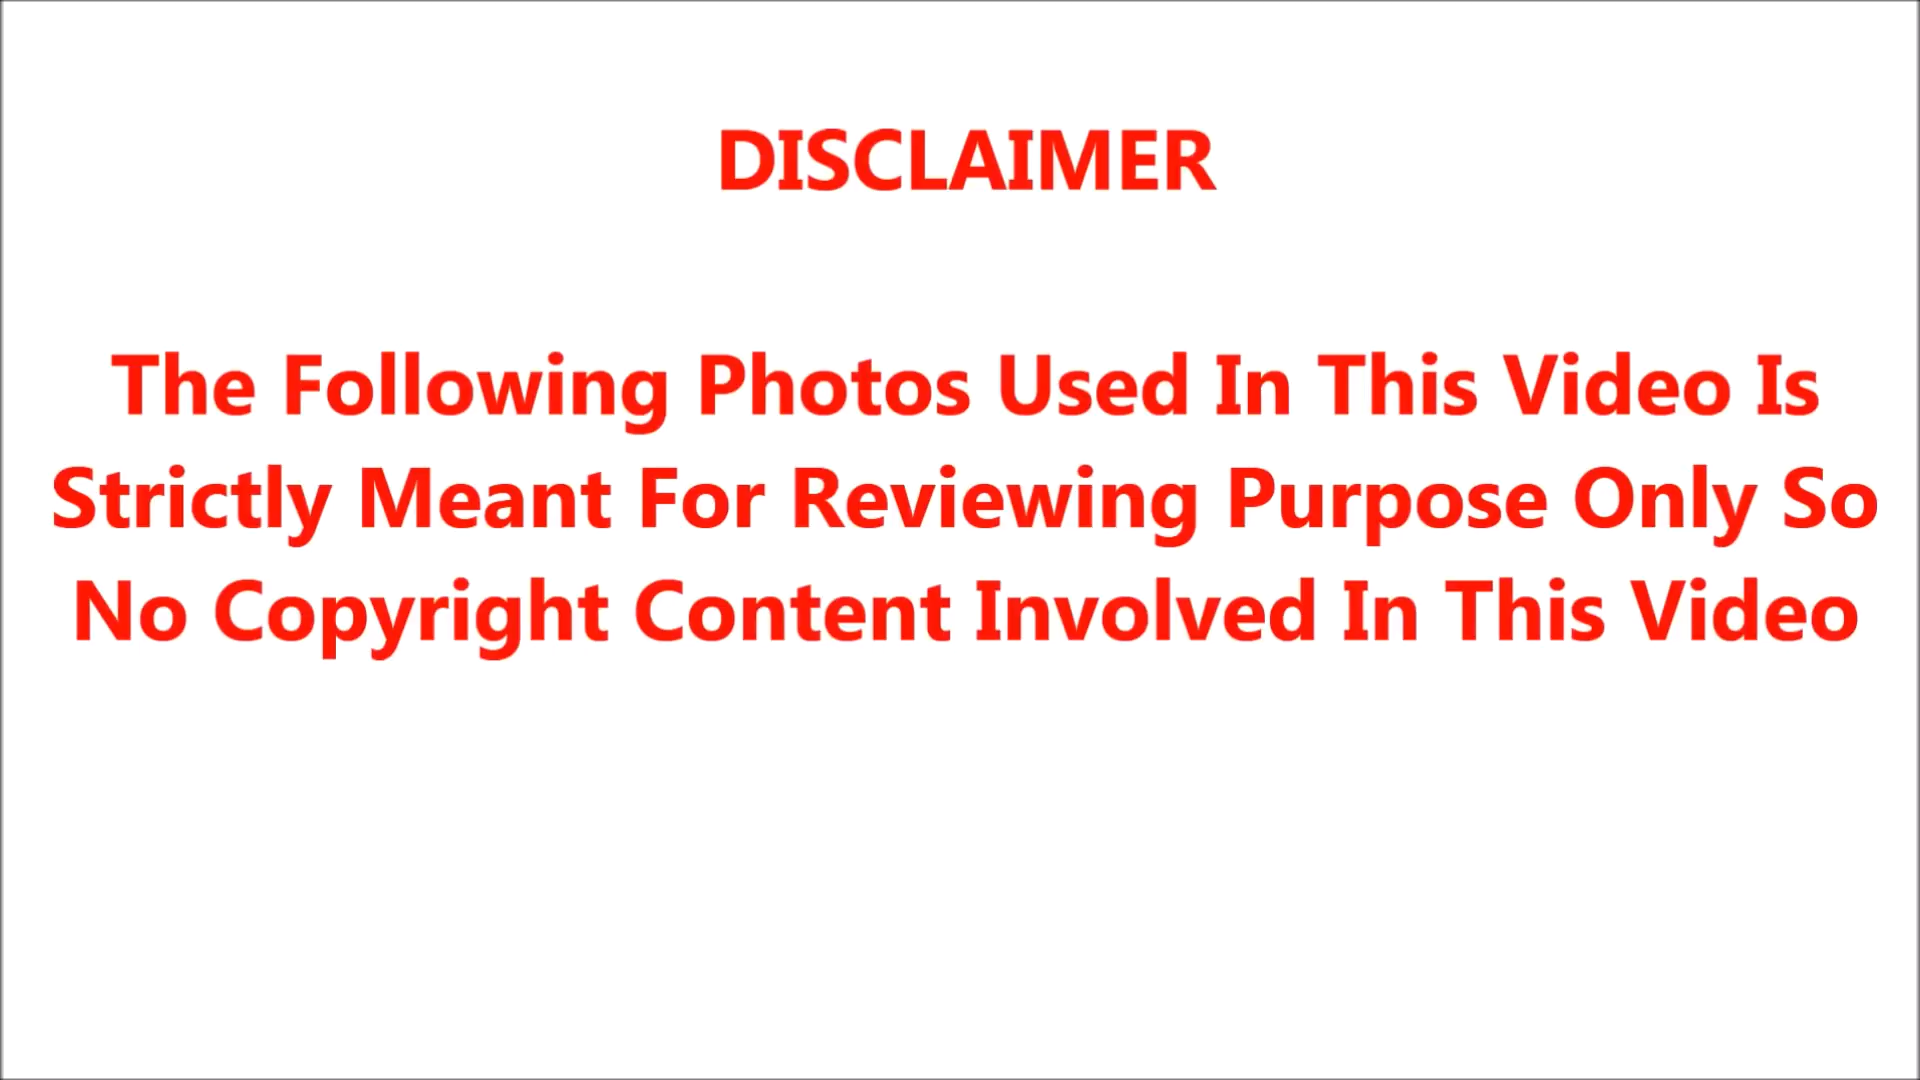 DISCLAIMER
The Following Photos Used In This Video Is
Strictly Meant For Reviewing Purpose Only So
No Copyright Content Involved In This Video